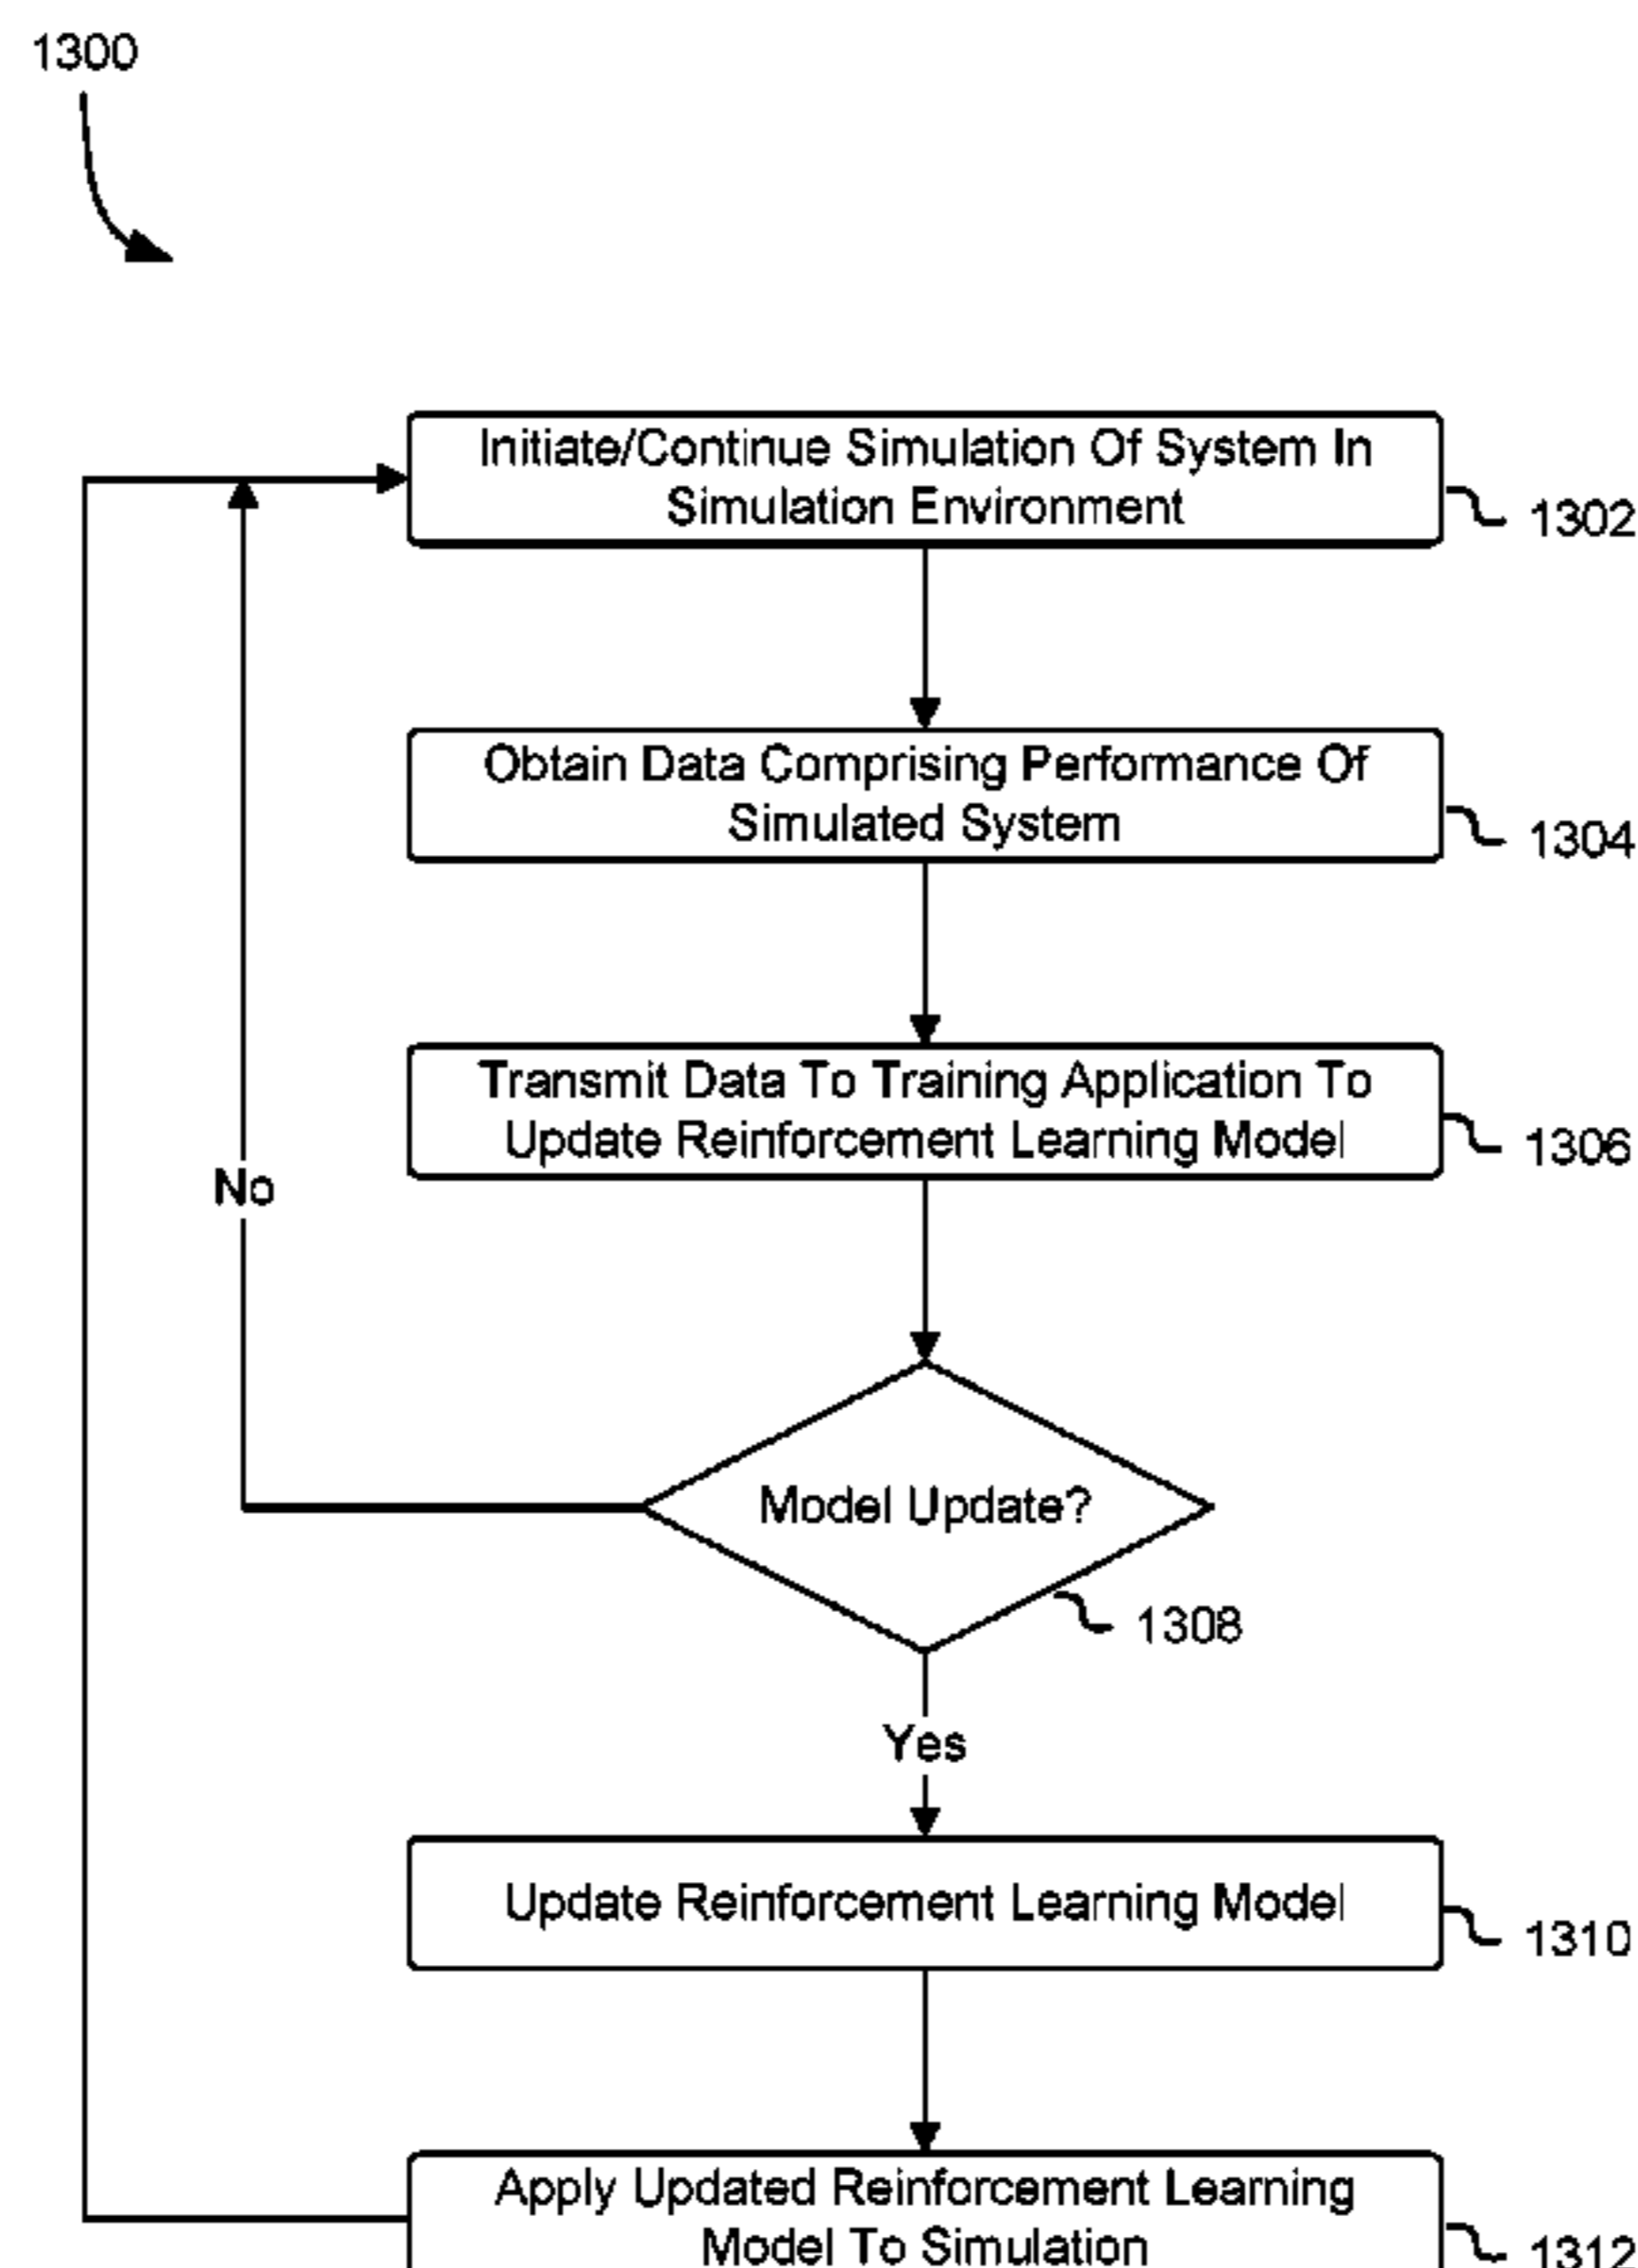 1300
Initiate/Continue Simulation Of System In
Simulation Environment
1302
Obtain Data Comprising Performance Of
Simulated System
1304
Transmit Data To Training Application To
Update Reinforcement Learning Model
1306
No
Model Update?
1308
Yes
Update Reinforcement Learning Model
1310
Apply Updated Reinforcement Learning
Model To Simulation
1312